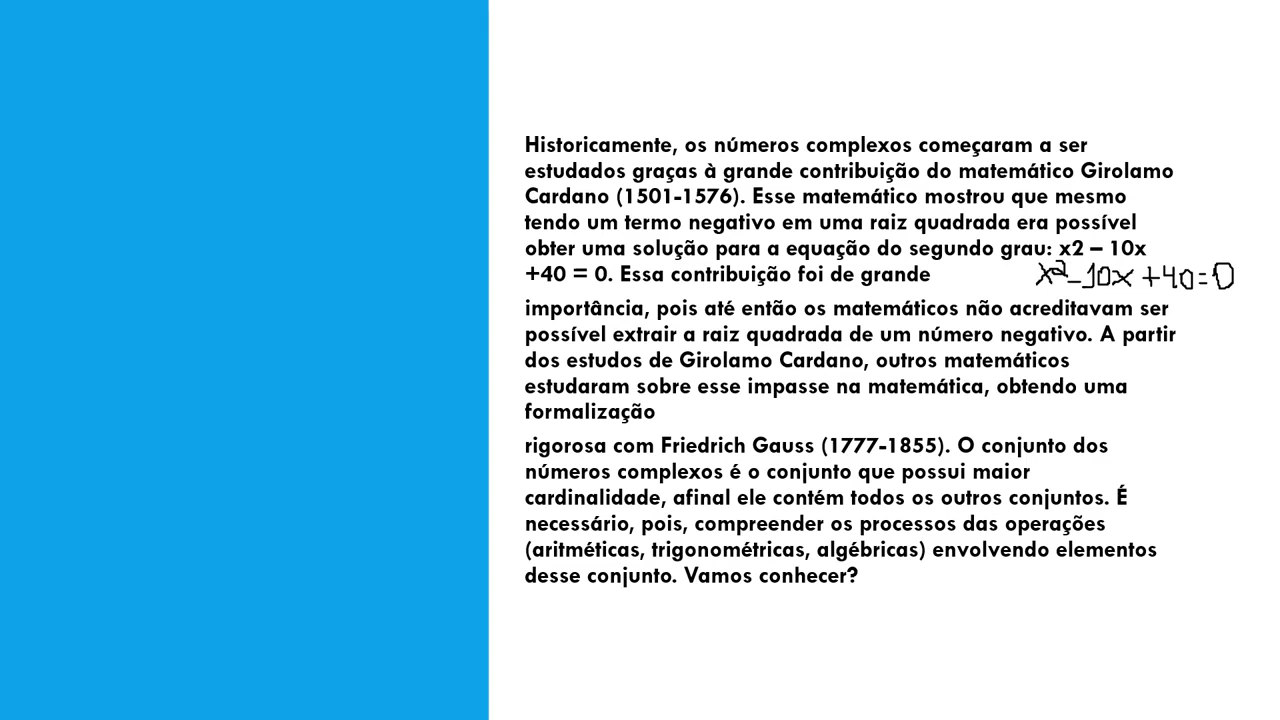 Historicamente, os números complexos começaram a ser
estudados graças à grande contribuição do matemático Girolamo
Cardano (1501-1576). Esse matemático mostrou que mesmo
tendo um termo negativo em uma raiz quadrada era possível
obter uma solução para a equação do segundo grau: x2 – 10x
+40 = 0. Essa contribuição foi de grande
x²-10x+40=0
importância, pois até então os matemáticos não acreditavam ser
possível extrair a raiz quadrada de um número negativo. A partir
dos estudos de Girolamo Cardano, outros matemáticos
estudaram sobre esse impasse na matemática, obtendo uma
formalização
rigorosa com Friedrich Gauss (1777-1855). O conjunto dos
números complexos é o conjunto que possui maior
cardinalidade, afinal ele contém todos os outros conjuntos. É
necessário, pois, compreender os processos das operações
(aritméticas, trigonométricas, algébricas) envolvendo elementos
desse conjunto. Vamos conhecer?